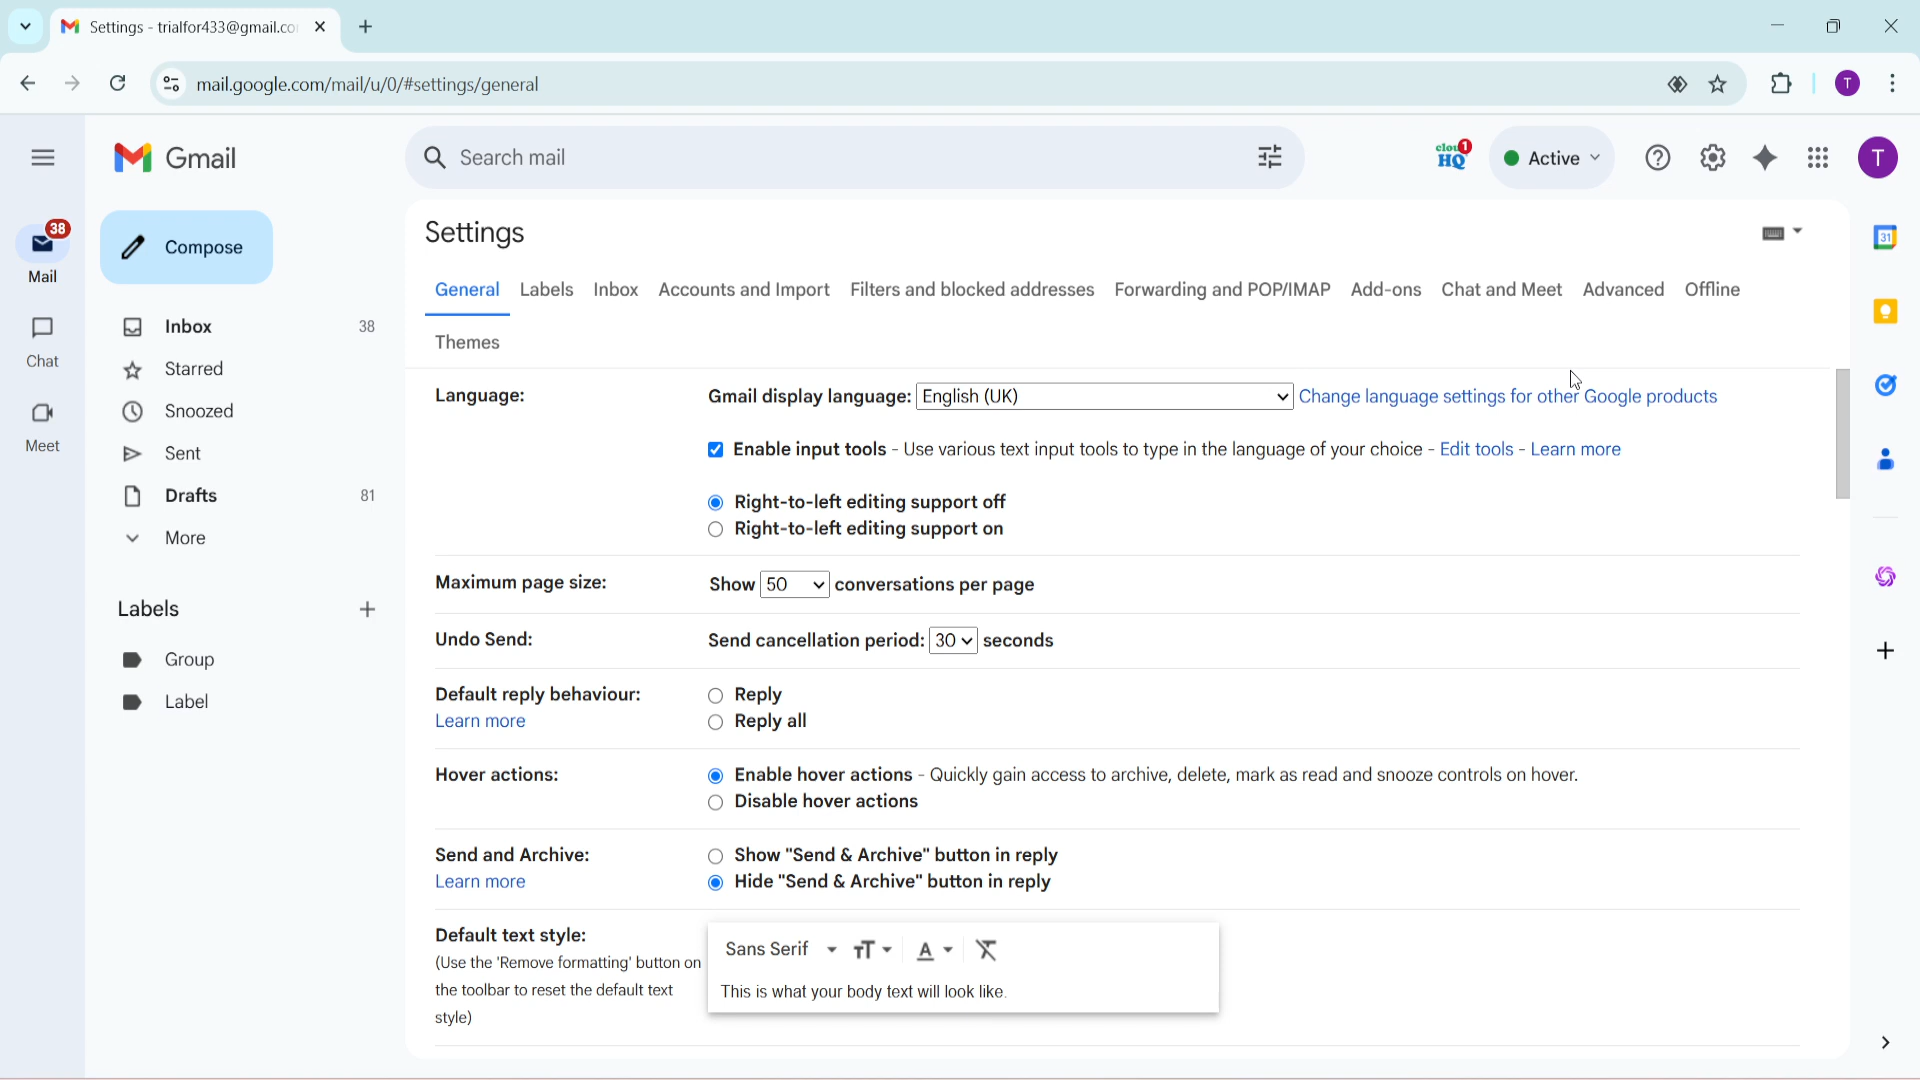 Settings - trialfor433@gmail.co
mail.google.com/mail/u/0/#settings/general
T
Gmail
Search mail
cloud HQ 1
Active
T
38
Mail
Chat
Meet
Compose
Inbox 38
Starred
Snoozed
Sent
Drafts 81
More
Labels
Group
Label
Settings
General Labels Inbox Accounts and Import Filters and blocked addresses Forwarding and POP/IMAP Add-ons Chat and Meet Advanced Offline
Themes
Language: Gmail display language: English (UK) Change language settings for other Google products
Enable input tools - Use various text input tools to type in the language of your choice - Edit tools - Learn more
Right-to-left editing support off
Right-to-left editing support on
Maximum page size: Show 50 conversations per page
Undo Send: Send cancellation period: 30 seconds
Default reply behaviour: Reply
Learn more Reply all
Hover actions: Enable hover actions - Quickly gain access to archive, delete, mark as read and snooze controls on hover.
Disable hover actions
Send and Archive: Show "Send & Archive" button in reply
Learn more Hide "Send & Archive" button in reply
Default text style:
(Use the 'Remove formatting' button on
the toolbar to reset the default text
style)
Sans Serif
This is what your body text will look like.
31